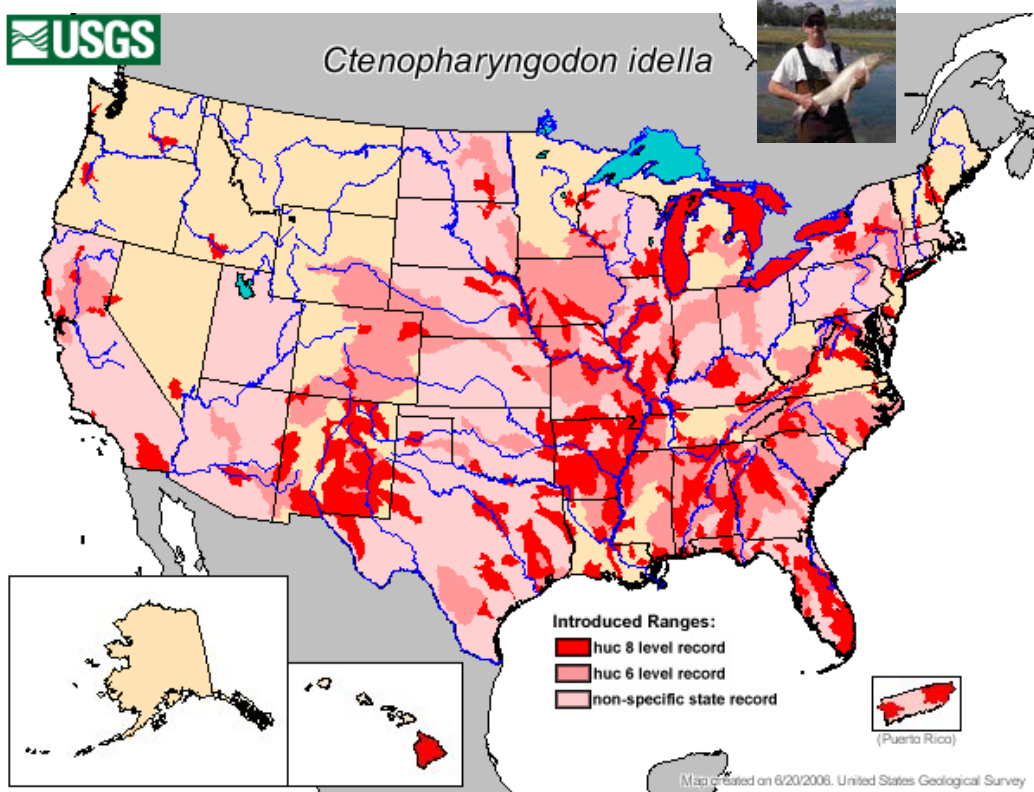 USGS
Ctenopharyngodon idella
Introduced Ranges:
huc 8 level record
huc 6 level record
non-specific state record
(Puerto Rico)
Map created on 6/20/2006. United States Geological Survey